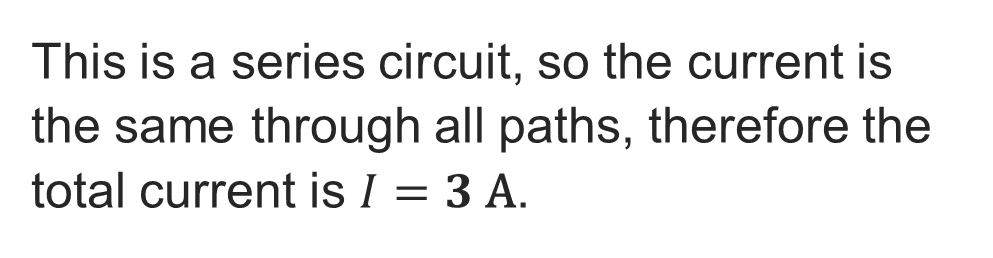 This is a series circuit, so the current is
the same through all paths, therefore the
total current is I = 3 A.